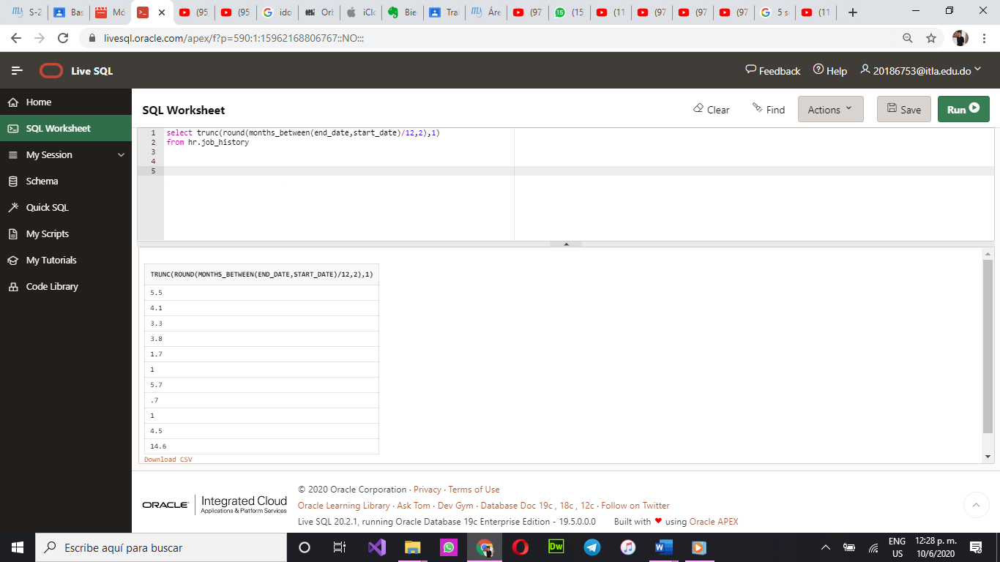 S-2
Bas
Mó
(95
(95
ido
Orb
iClo
Bie
Tra
Áre
(97
(15
(11
(97
(97
(97
5 s
(11
livesql.oracle.com/apex/f?p=590:1:15962168806767::NO:::
Live SQL
Feedback
Help
20186753@itla.edu.do
Home
SQL Worksheet
My Session
Schema
Quick SQL
My Scripts
My Tutorials
Code Library
SQL Worksheet
Clear
Find
Actions
Save
Run
1 select trunc(round(months_between(end_date,start_date)/12,2),1)
2 from hr.job_history
3
4
5
TRUNC(ROUND(MONTHS_BETWEEN(END_DATE,START_DATE)/12,2),1)
5.5
4.1
3.3
3.8
1.7
1
5.7
.7
1
4.5
14.6
Download CSV
ORACLE
Integrated Cloud
Applications & Platform Services
© 2020 Oracle Corporation · Privacy · Terms of Use
Oracle Learning Library · Ask Tom · Dev Gym · Database Doc 19c , 18c , 12c · Follow on Twitter
Live SQL 20.2.1, running Oracle Database 19c Enterprise Edition - 19.5.0.0.0 Built with ❤ using Oracle APEX
Escribe aquí para buscar
Dw
ENG
US
12:28 p. m.
10/6/2020